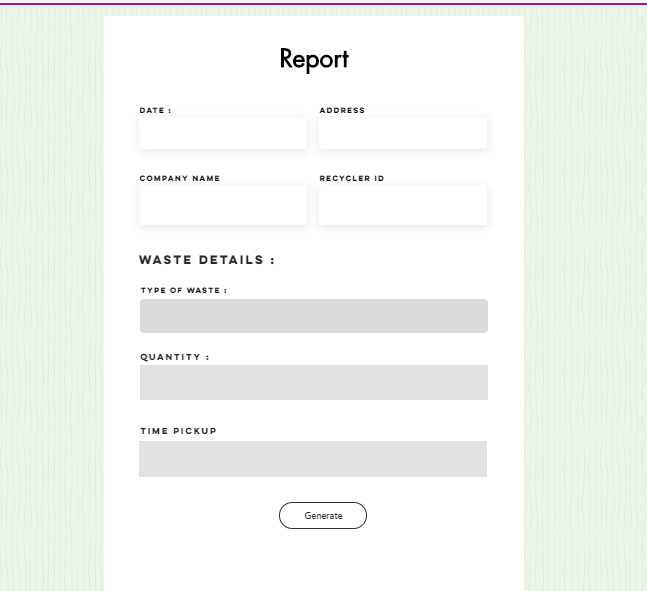 Report
DATE :
ADDRESS
COMPANY NAME
RECYCLER ID
WASTE DETAILS :
TYPE OF WASTE :
QUANTITY :
TIME PICKUP
Generate